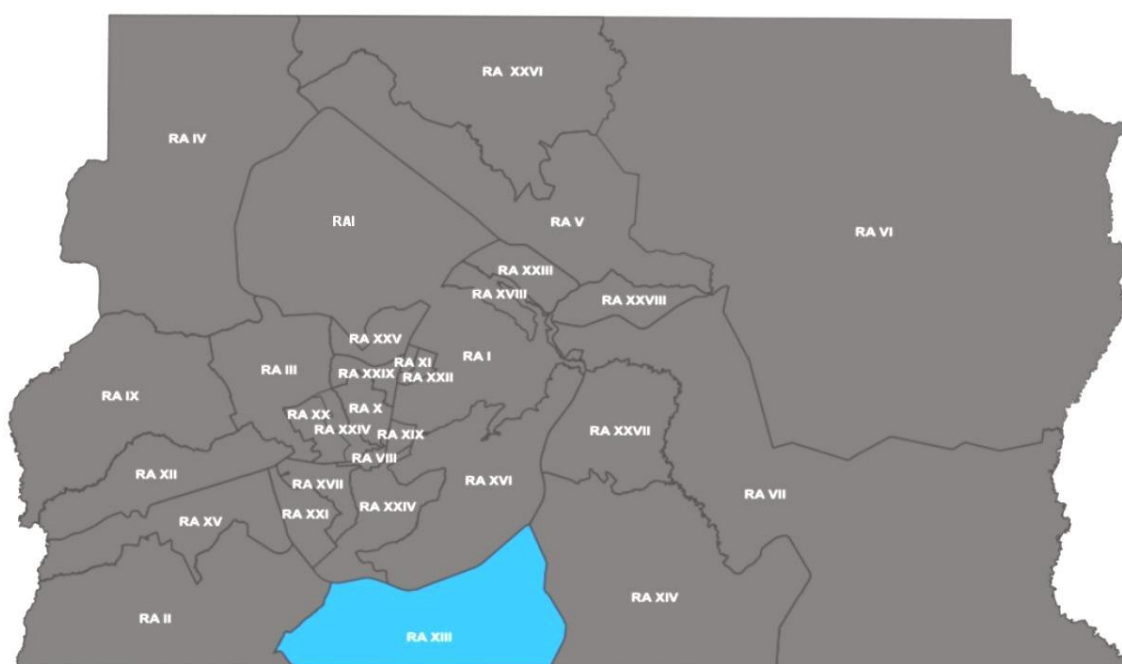 RA XXVI
RA IV
RAI
RA V
RA VI
RA XXIII
RA XVIII
RA XXVIII
RA XXV
RA XI
RA I
RA III
RA XXIX
RA XXII
RA IX
RA X
RA XX
RA XXIV
RA XIX
RA XXVII
RA VIII
RA XII
RA XVII
RA XVI
RA VII
RA XXIV
RA XXI
RA XV
RA XIV
RA II
RA XIII